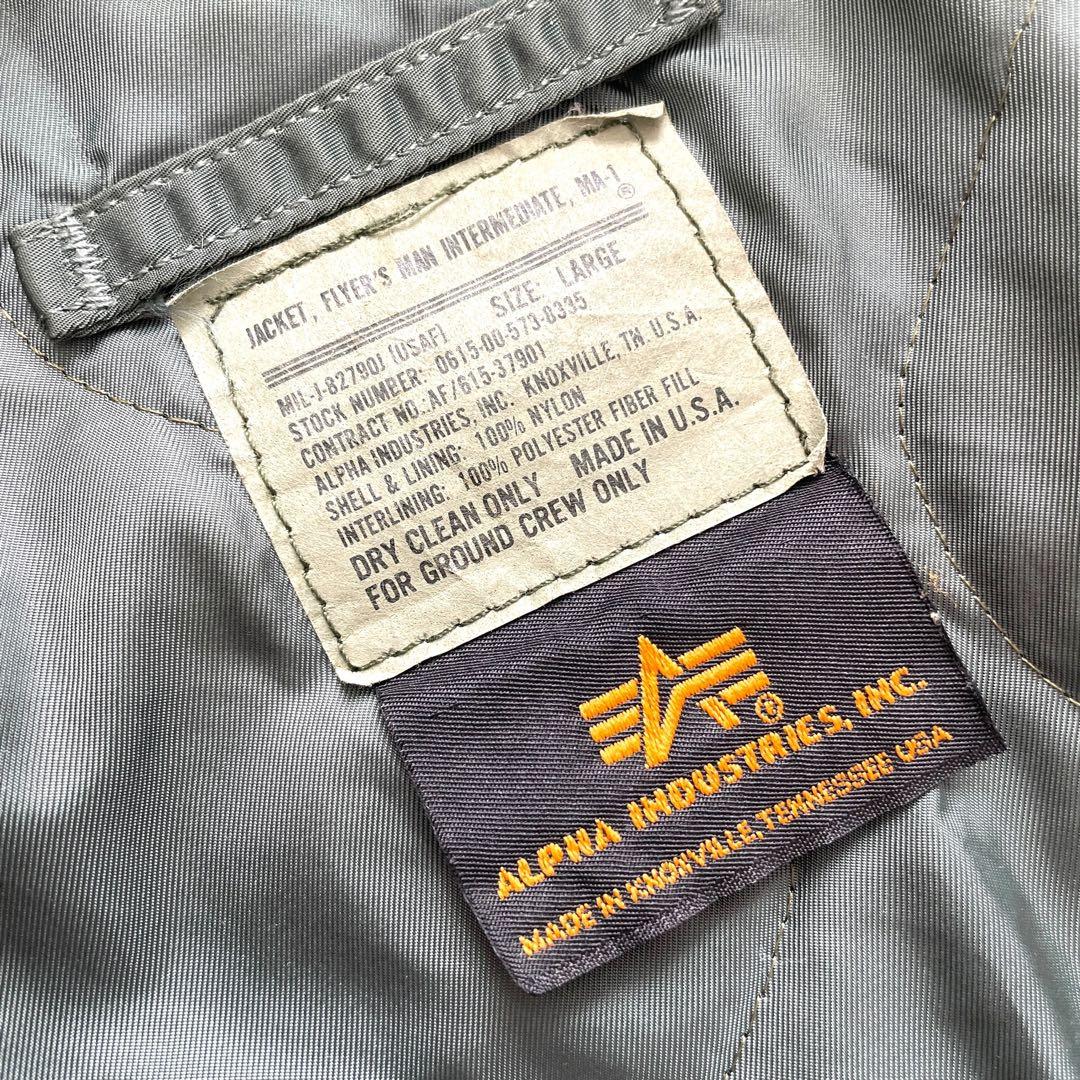 JACKET, FLYER'S MAN INTERMEDIATE, MA-1 ®
MIL-J-82790J (USAF) SIZE: LARGE
STOCK NUMBER: 0615-00-573-8335
CONTRACT NO.:AF/615-37901
ALPHA INDUSTRIES, INC. KNOXVILLE, TN. U.S.A.
SHELL & LINING: 100% NYLON
INTERLINING: 100% POLYESTER FIBER FILL
DRY CLEAN ONLY MADE IN U.S.A.
FOR GROUND CREW ONLY
®
ALPHA INDUSTRIES, INC.
MADE IN KNOXVILLE, TENNESSEE USA